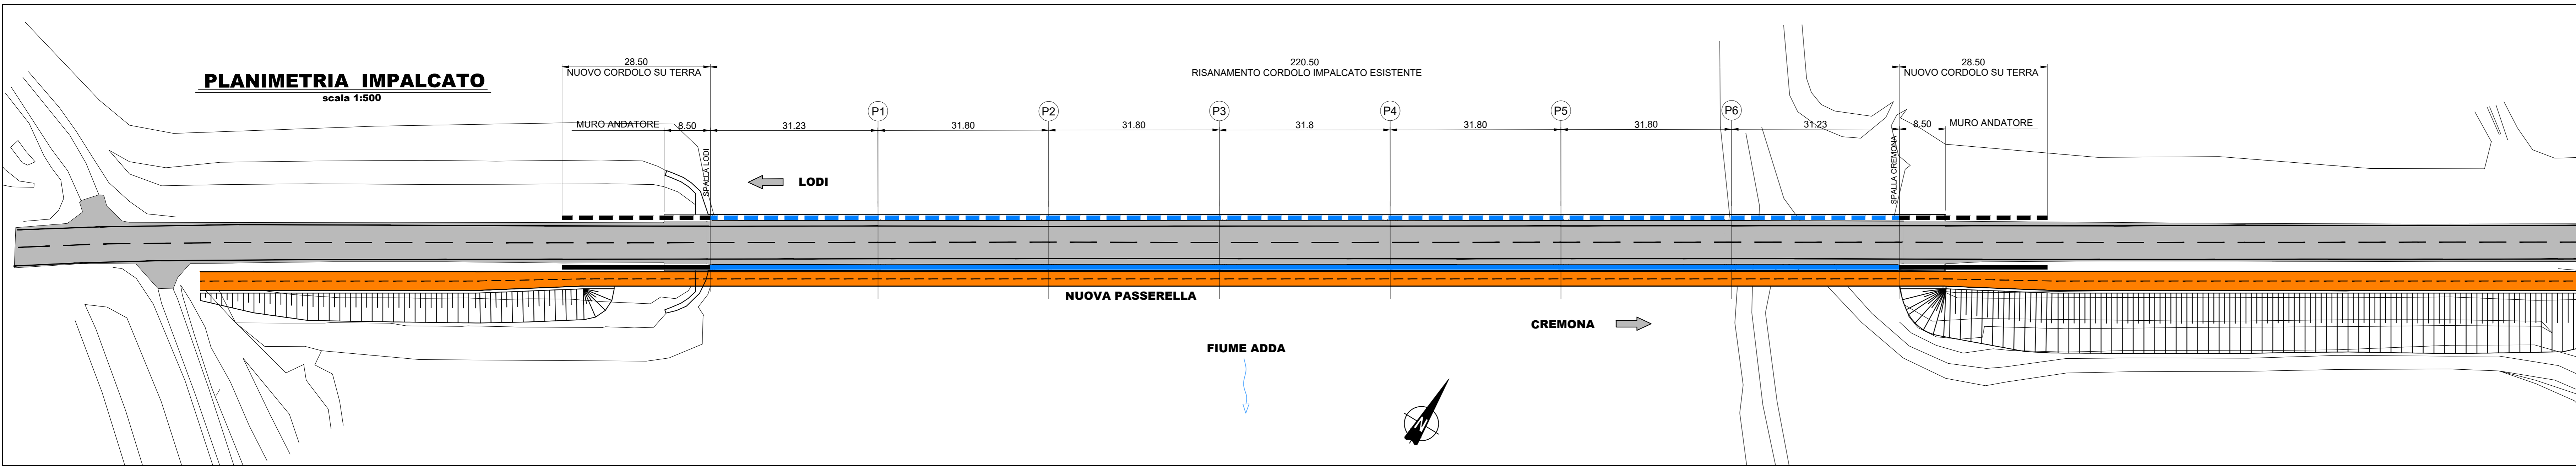 PLANIMETRIA IMPALCATO
scala 1:500
28.50
NUOVO CORDOLO SU TERRA
220.50
RISANAMENTO CORDOLO IMPALCATO ESISTENTE
28.50
NUOVO CORDOLO SU TERRA
P1
P2
P3
P4
P5
P6
MURO ANDATORE
8.50
31.23
31.80
31.80
31.8
31.80
31.80
31.23
8.50
MURO ANDATORE
SPALLA LODI
SPALLA CREMONA
LODI
NUOVA PASSERELLA
CREMONA
FIUME ADDA
N